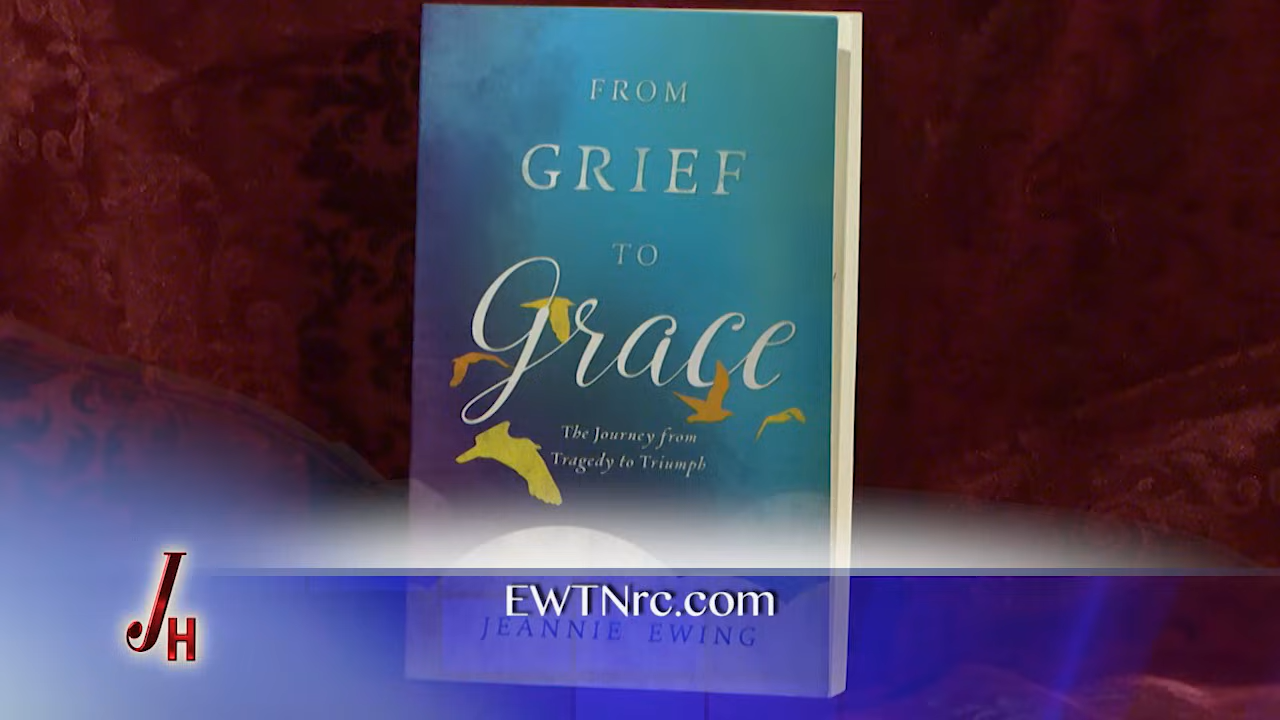 FROM
GRIEF
TO
Grace
The Journey from
Tragedy to Triumph
EWTNrc.com
JEANNIE EWING
JH